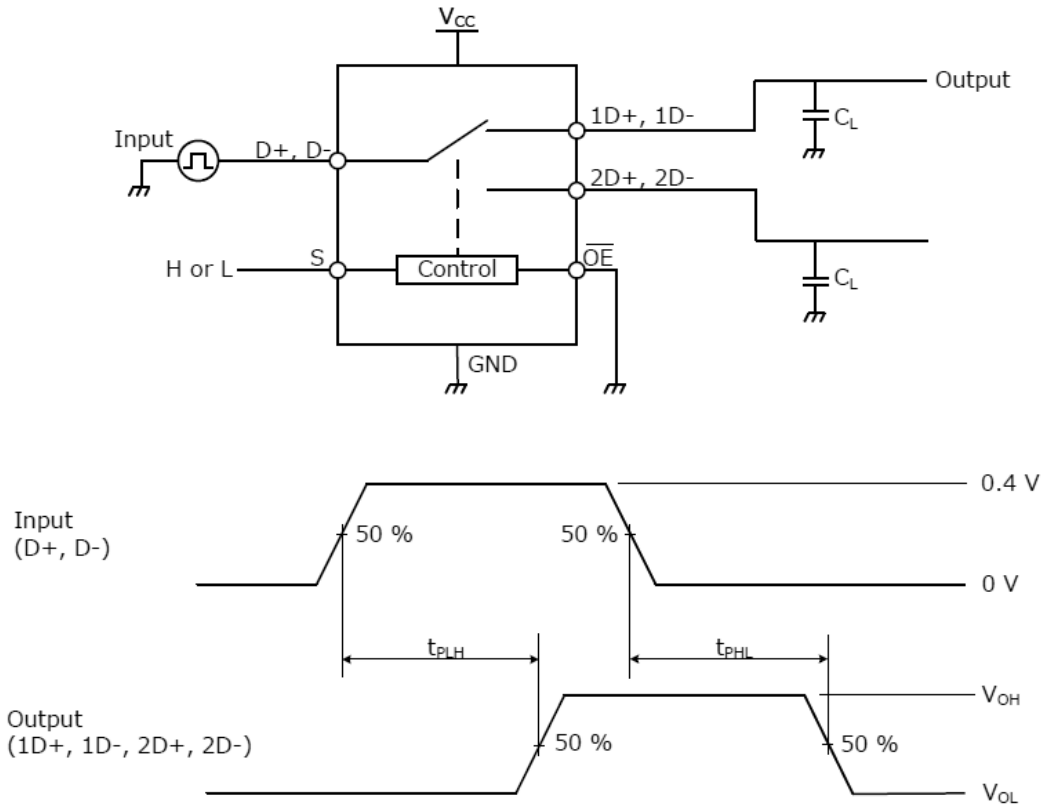 VCC
Input
D+, D-
1D+, 1D-
Output
CL
2D+, 2D-
S
H or L
Control
OE
CL
GND
0.4 V
Input
(D+, D-)
50 %
50 %
0 V
tPLH
tPHL
VOH
Output
(1D+, 1D-, 2D+, 2D-)
50 %
50 %
VOL